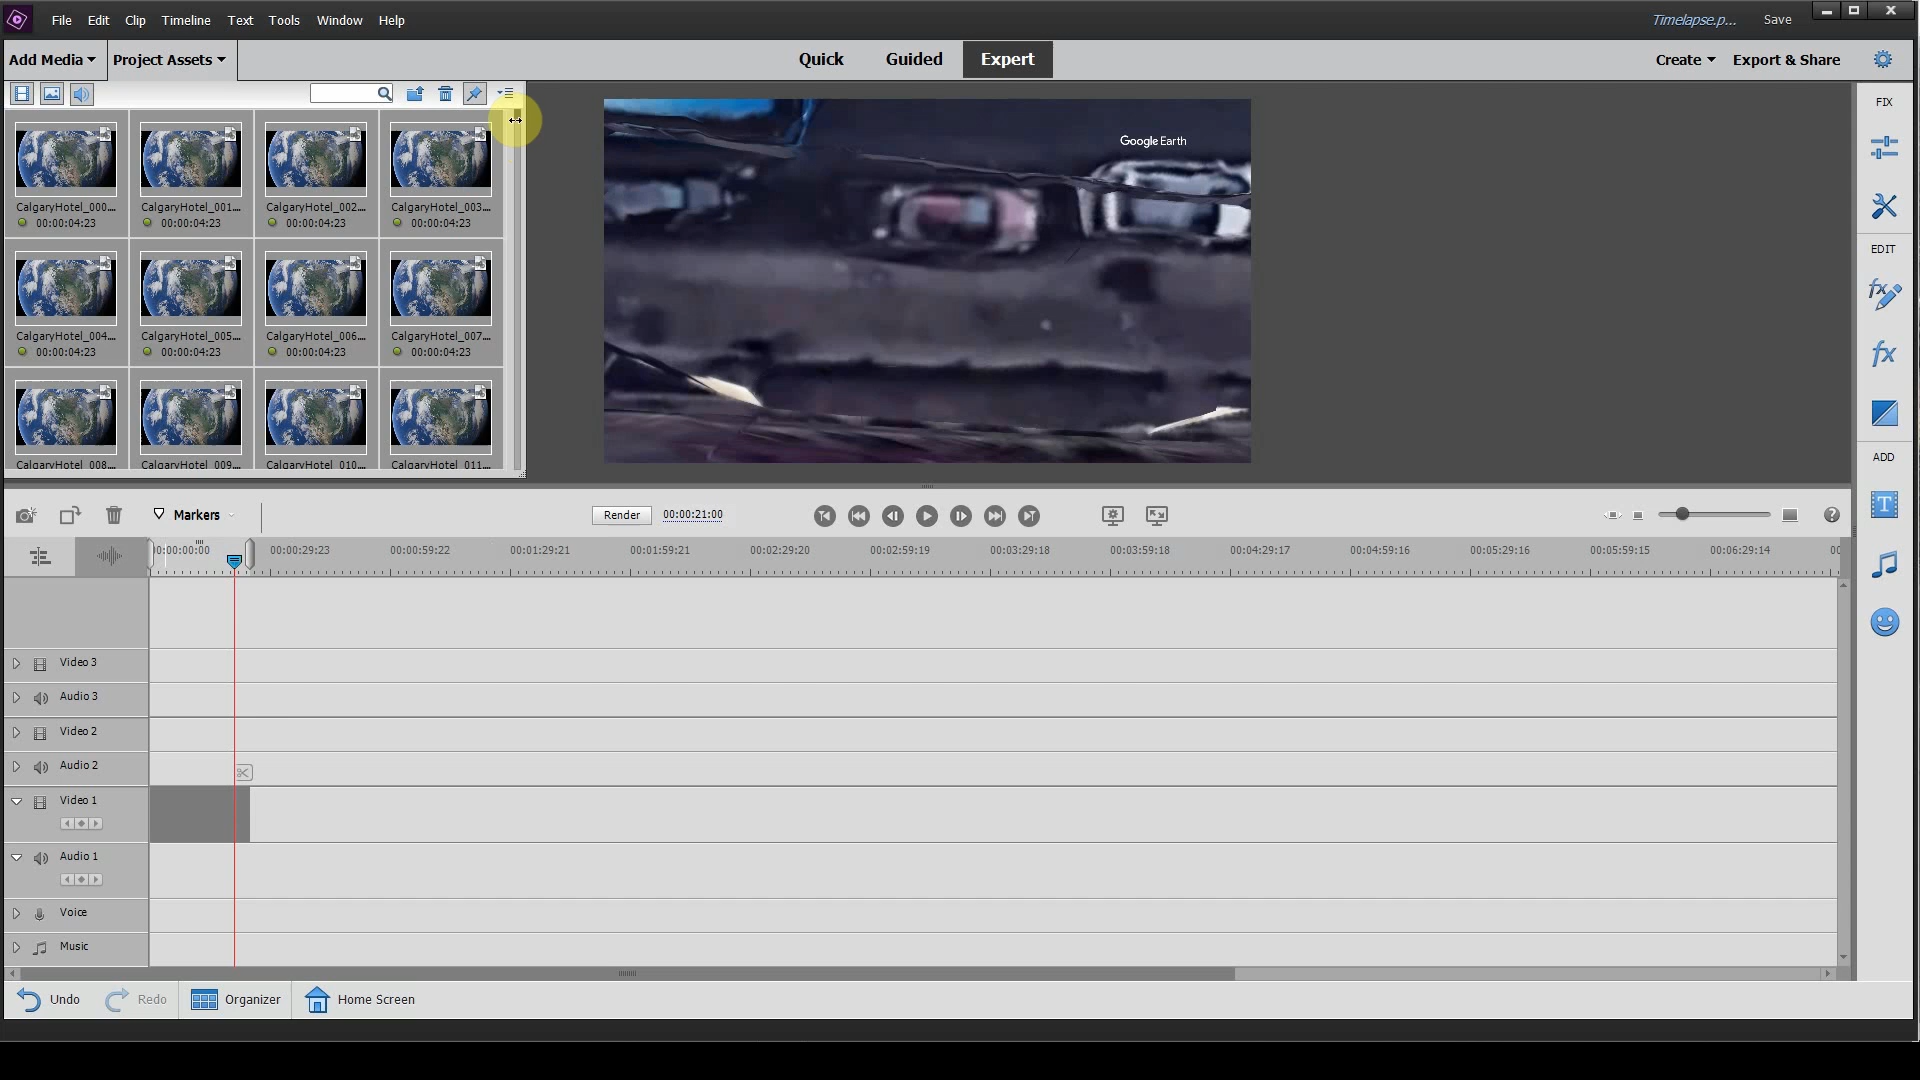 File Edit Clip Timeline Text Tools Window Help
Timelapse.p... Save
Add Media Project Assets
Quick Guided Expert
Create Export & Share
FIX
EDIT
ADD
Google Earth
CalgaryHotel_000... CalgaryHotel_001... CalgaryHotel_002... CalgaryHotel_003...
00:00:04:23 00:00:04:23 00:00:04:23 00:00:04:23
CalgaryHotel_004... CalgaryHotel_005... CalgaryHotel_006... CalgaryHotel_007...
00:00:04:23 00:00:04:23 00:00:04:23 00:00:04:23
CalgaryHotel_008... CalgaryHotel_009... CalgaryHotel_010... CalgaryHotel_011...
Markers Render 00:00:21:00
00:00:00:00 00:00:29:23 00:00:59:22 00:01:29:21 00:01:59:21 00:02:29:20 00:02:59:19 00:03:29:18 00:03:59:18 00:04:29:17 00:04:59:16 00:05:29:16 00:05:59:15 00:06:29:14
Video 3
Audio 3
Video 2
Audio 2
Video 1
Audio 1
Voice
Music
Undo Redo Organizer Home Screen